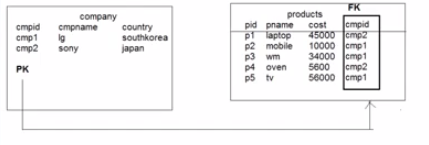 company
cmpid cmpname country
cmp1 lg southkorea
cmp2 sony japan
PK
FK
products
pid pname cost cmpid
p1 laptop 45000 cmp2
p2 mobile 10000 cmp1
p3 wm 34000 cmp1
p4 oven 5600 cmp2
p5 tv 56000 cmp1